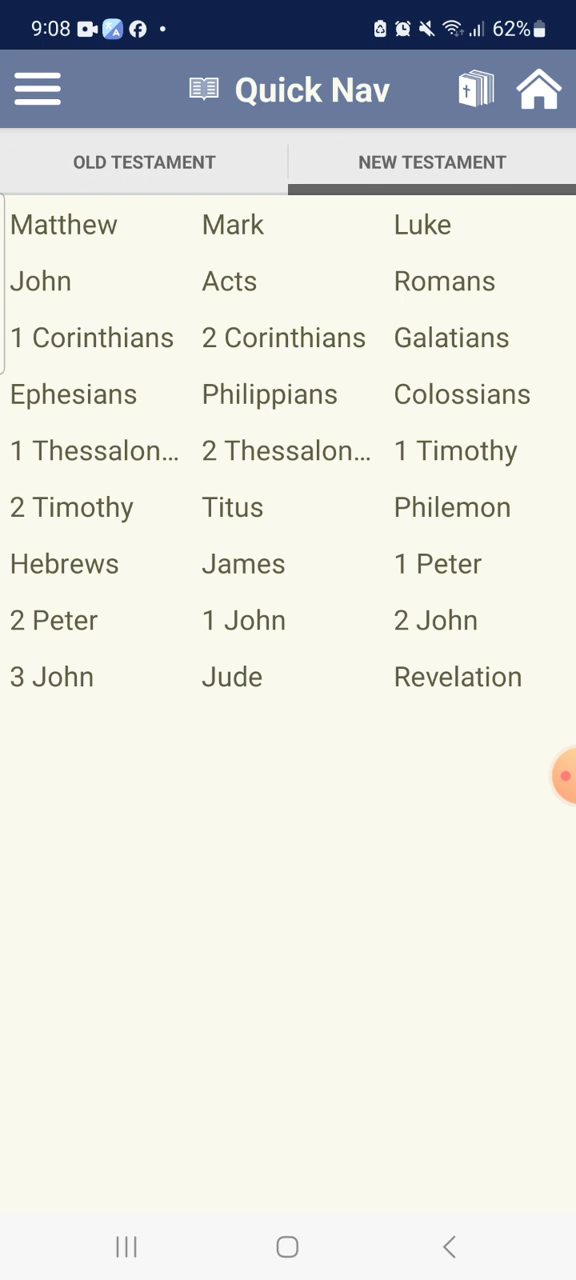 9:08 62%
Quick Nav
OLD TESTAMENT NEW TESTAMENT
Matthew Mark Luke
John Acts Romans
1 Corinthians 2 Corinthians Galatians
Ephesians Philippians Colossians
1 Thessalon... 2 Thessalon... 1 Timothy
2 Timothy Titus Philemon
Hebrews James 1 Peter
2 Peter 1 John 2 John
3 John Jude Revelation